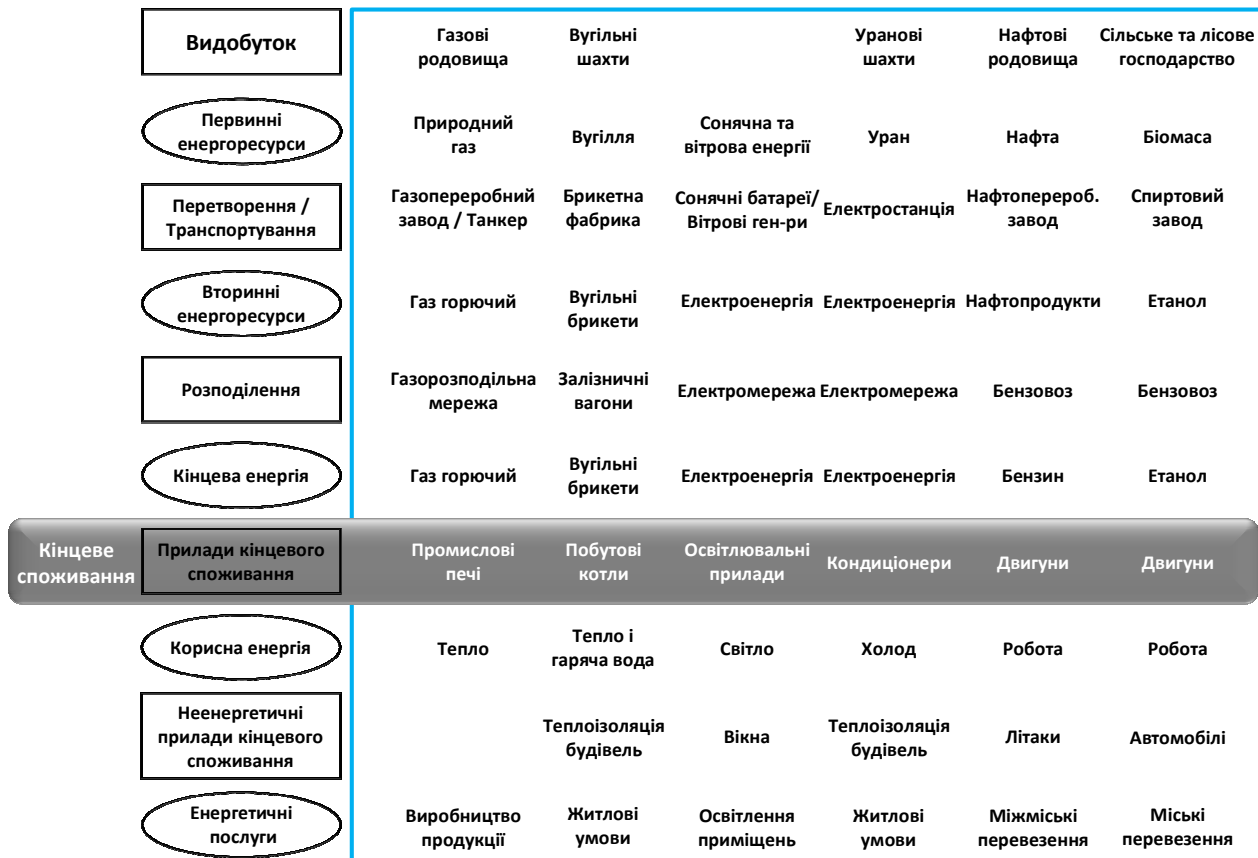 Видобуток
Газові
родовища
Вугільні
шахти
Уранові
шахти
Нафтові
родовища
Сільське та лісове
господарство
Первинні
енергоресурси
Природний
газ
Вугілля
Сонячна та
вітрова енергії
Уран
Нафта
Біомаса
Перетворення /
Транспортування
Газопереробний
завод / Танкер
Брикетна
фабрика
Сонячні батареї/
Вітрові ген-ри
Електростанція
Нафтоперероб.
завод
Спиртовий
завод
Вторинні
енергоресурси
Газ горючий
Вугільні
брикети
Електроенергія
Електроенергія
Нафтопродукти
Етанол
Розподілення
Газорозподільна
мережа
Залізничні
вагони
Електромережа
Електромережа
Бензовоз
Бензовоз
Кінцева енергія
Газ горючий
Вугільні
брикети
Електроенергія
Електроенергія
Бензин
Етанол
Кінцеве
споживання
Прилади кінцевого
споживання
Промислові
печі
Побутові
котли
Освітлювальні
прилади
Кондиціонери
Двигуни
Двигуни
Корисна енергія
Тепло
Тепло і
гаряча вода
Світло
Холод
Робота
Робота
Неенергетичні
прилади кінцевого
споживання
Теплоізоляція
будівель
Вікна
Теплоізоляція
будівель
Літаки
Автомобілі
Енергетичні
послуги
Виробництво
продукції
Житлові
умови
Освітлення
приміщень
Житлові
умови
Міжміські
перевезення
Міські
перевезення